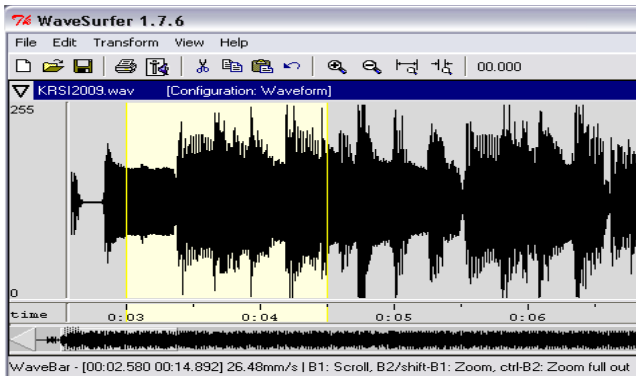 WaveSurfer 1.7.6
File Edit Transform View Help
00.000
KRSI2009.wav [Configuration: Waveform]
255
0
time 0:03 0:04 0:05 0:06
WaveBar - [00:02.580 00:14.892] 26.48mm/s | B1: Scroll, B2/shift-B1: Zoom, ctrl-B2: Zoom full out